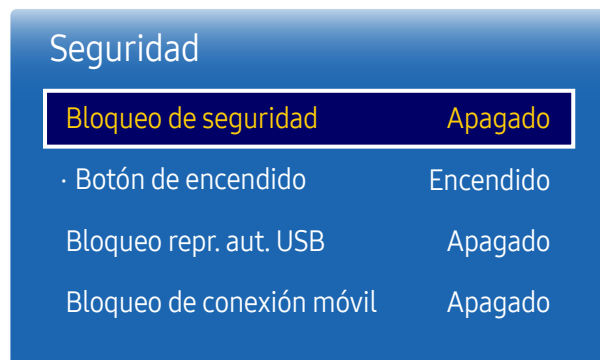 Seguridad
Bloqueo de seguridad Apagado
· Botón de encendido Encendido
Bloqueo repr. aut. USB Apagado
Bloqueo de conexión móvil Apagado